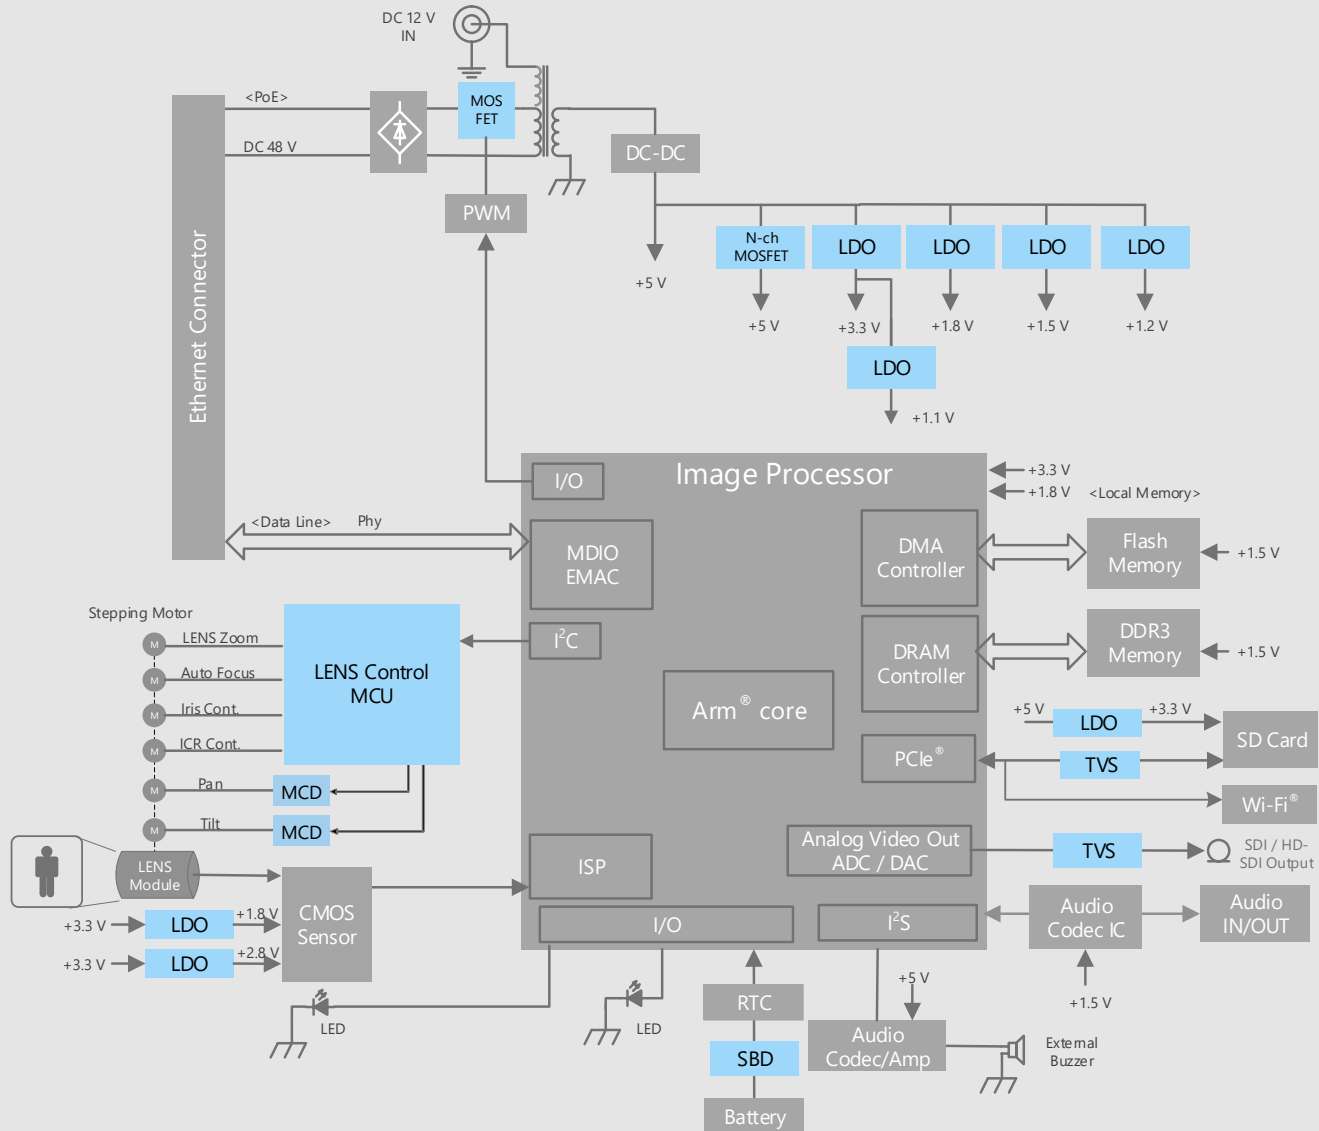 DC 12 V
IN
<PoE>
MOS
FET
DC 48 V
DC-DC
PWM
Ethernet Connector
N-ch
MOSFET
LDO
LDO
LDO
LDO
+5 V
+5 V
+3.3 V
+1.8 V
+1.5 V
+1.2 V
LDO
+1.1 V
Image Processor
I/O
+3.3 V
+1.8 V
<Local Memory>
<Data Line>
Phy
MDIO
EMAC
DMA
Controller
Flash
Memory
+1.5 V
Stepping Motor
I²C
DRAM
Controller
DDR3
Memory
+1.5 V
M
LENS Zoom
M
Auto Focus
M
Iris Cont.
M
ICR Cont.
M
Pan
M
Tilt
LENS Control
MCU
MCD
MCD
Arm® core
PCIe®
+5 V
LDO
+3.3 V
SD Card
TVS
Wi-Fi®
LENS
Module
ISP
Analog Video Out
ADC / DAC
TVS
SDI / HD-
SDI Output
CMOS
Sensor
+3.3 V
LDO
+1.8 V
+3.3 V
LDO
+2.8 V
I/O
I²S
Audio
Codec IC
Audio
IN/OUT
+1.5 V
LED
LED
RTC
SBD
Battery
+5 V
Audio
Codec/Amp
External
Buzzer